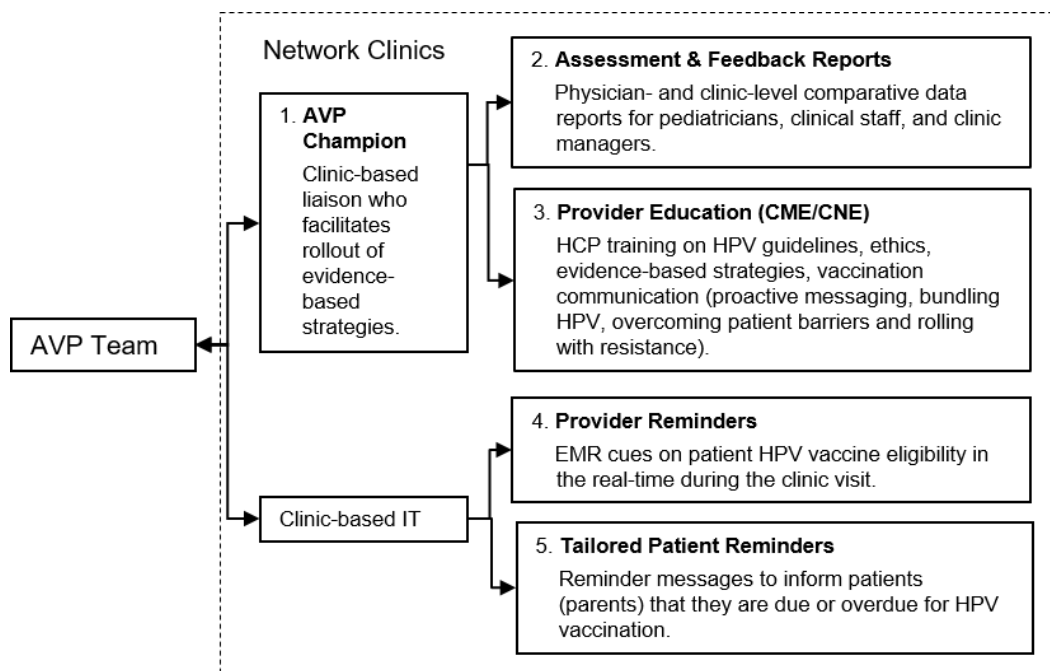 Network Clinics
1. AVP
Champion
Clinic-based
liaison who
facilitates
rollout of
evidence-
based
strategies.
2. Assessment & Feedback Reports
Physician- and clinic-level comparative data
reports for pediatricians, clinical staff, and clinic
managers.
3. Provider Education (CME/CNE)
HCP training on HPV guidelines, ethics,
evidence-based strategies, vaccination
communication (proactive messaging, bundling
HPV, overcoming patient barriers and rolling
with resistance).
AVP Team
Clinic-based IT
4. Provider Reminders
EMR cues on patient HPV vaccine eligibility in
the real-time during the clinic visit.
5. Tailored Patient Reminders
Reminder messages to inform patients
(parents) that they are due or overdue for HPV
vaccination.